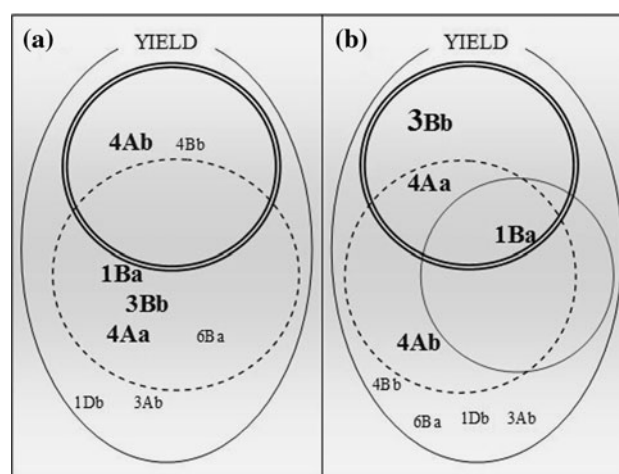 (a) YIELD
4Ab 4Bb
1Ba
3Bb
4Aa 6Ba
1Db 3Ab
(b) YIELD
3Bb
4Aa
1Ba
4Ab
4Bb
6Ba 1Db 3Ab